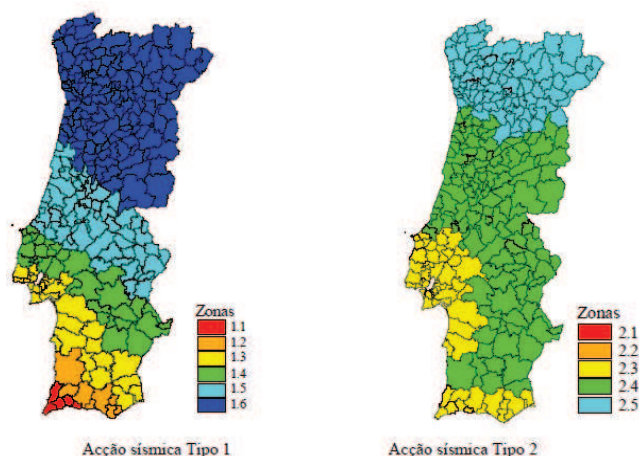 Zonas
1.1
1.2
1.3
1.4
1.5
1.6
Acção sísmica Tipo 1
Zonas
2.1
2.2
2.3
2.4
2.5
Acção sísmica Tipo 2